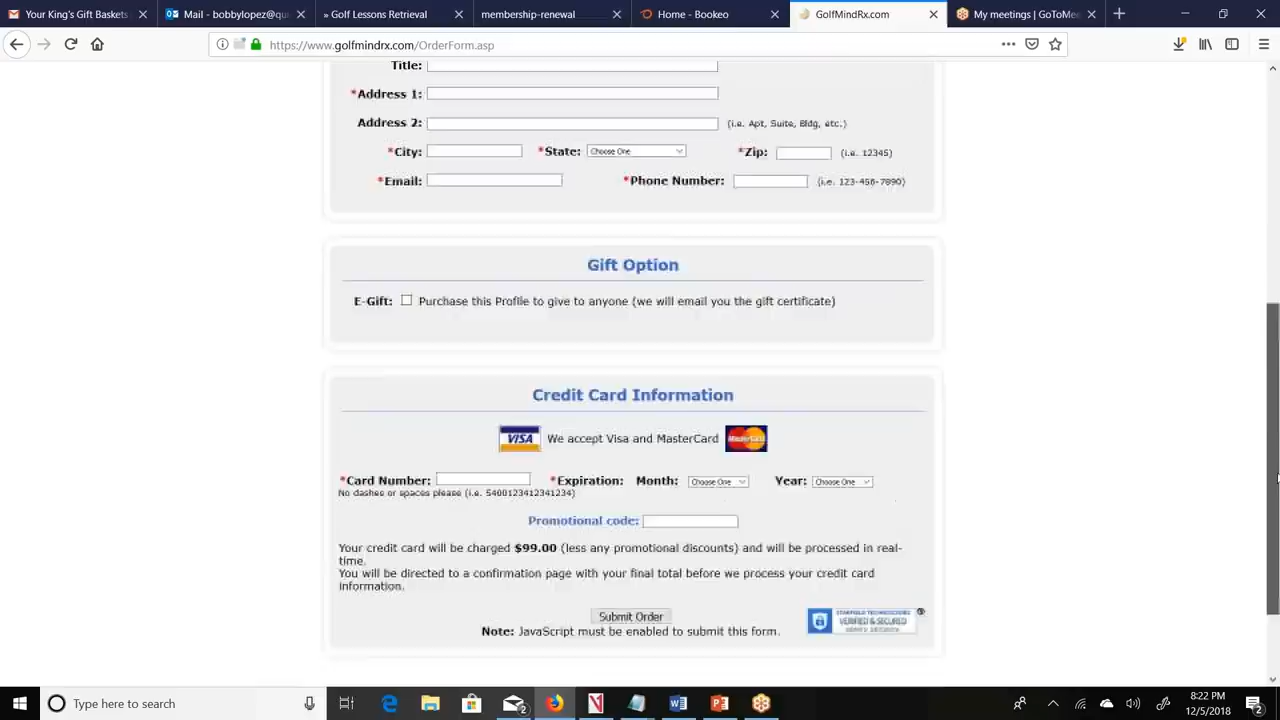 Your King's Gift Baskets
Mail - bobbylopez@qu
» Golf Lessons Retrieval
membership-renewal
Home - Bookeo
GolfMindRx.com
My meetings | GoToMee
https://www.golfmindrx.com/OrderForm.asp
Title:
*Address 1:
Address 2: (i.e. Apt, Suite, Bldg, etc.)
*City: *State: Choose One *Zip: (i.e. 12345)
*Email: *Phone Number: (i.e. 123-456-7890)
Gift Option
E-Gift: Purchase this Profile to give to anyone (we will email you the gift certificate)
Credit Card Information
VISA We accept Visa and MasterCard MasterCard
*Card Number: *Expiration: Month: Choose One Year: Choose One
No dashes or spaces please (i.e. 5400123412341234)
Promotional code:
Your credit card will be charged $99.00 (less any promotional discounts) and will be processed in real-
time.
You will be directed to a confirmation page with your final total before we process your credit card
information.
Submit Order
STARFIELD TECHNOLOGIES
VERIFIED & SECURED
Note: JavaScript must be enabled to submit this form.
Type here to search
2
8:22 PM
12/5/2018
2